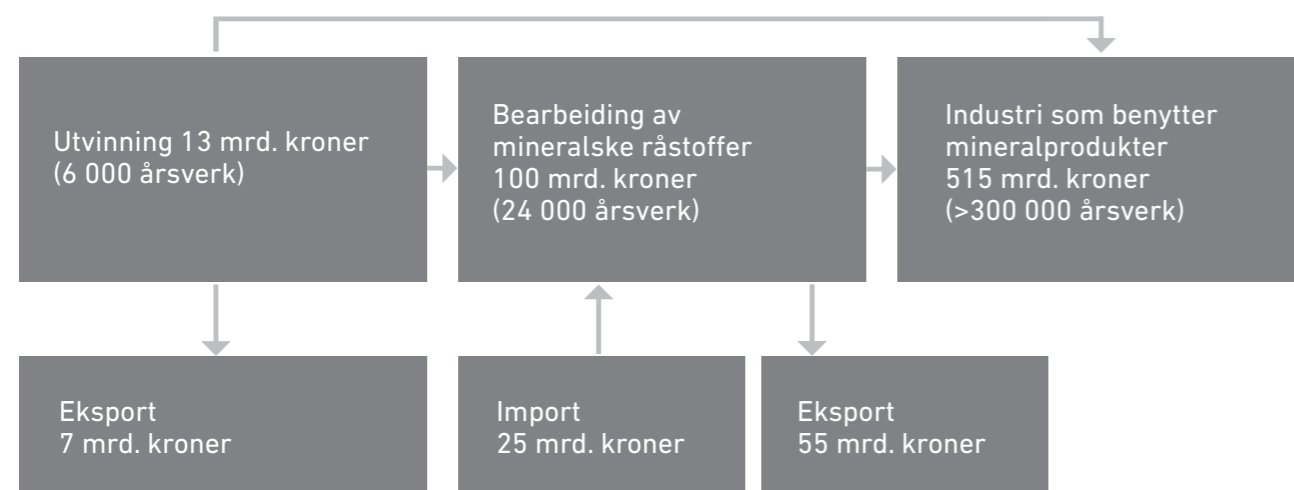 Utvinning 13 mrd. kroner
(6 000 årsverk)
Bearbeiding av
mineralske råstoffer
100 mrd. kroner
(24 000 årsverk)
Industri som benytter
mineralprodukter
515 mrd. kroner
(>300 000 årsverk)
Eksport
7 mrd. kroner
Import
25 mrd. kroner
Eksport
55 mrd. kroner